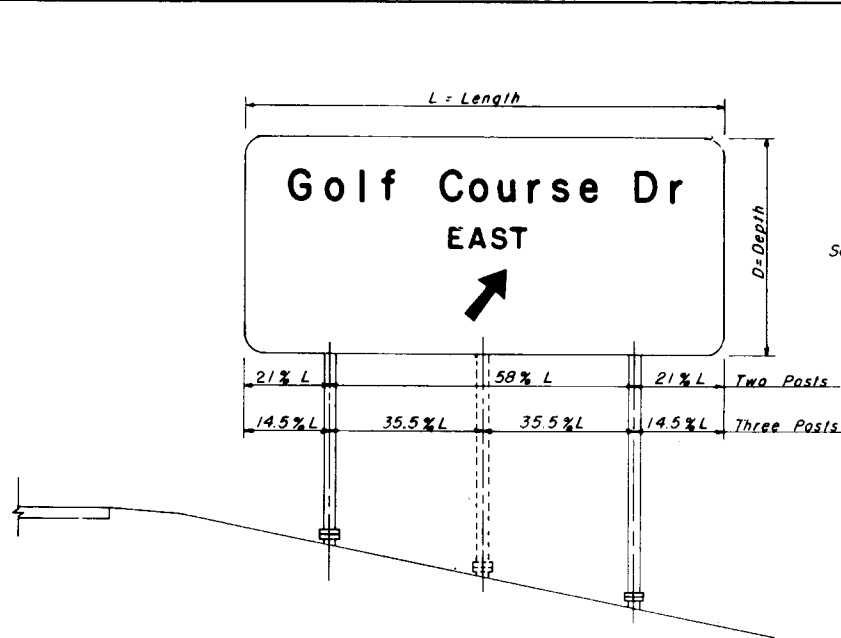 L = Length
Golf Course Dr
EAST
D=Depth
21% L 58% L 21% L Two Posts
14.5% L 35.5% L 35.5% L 14.5% L Three Posts